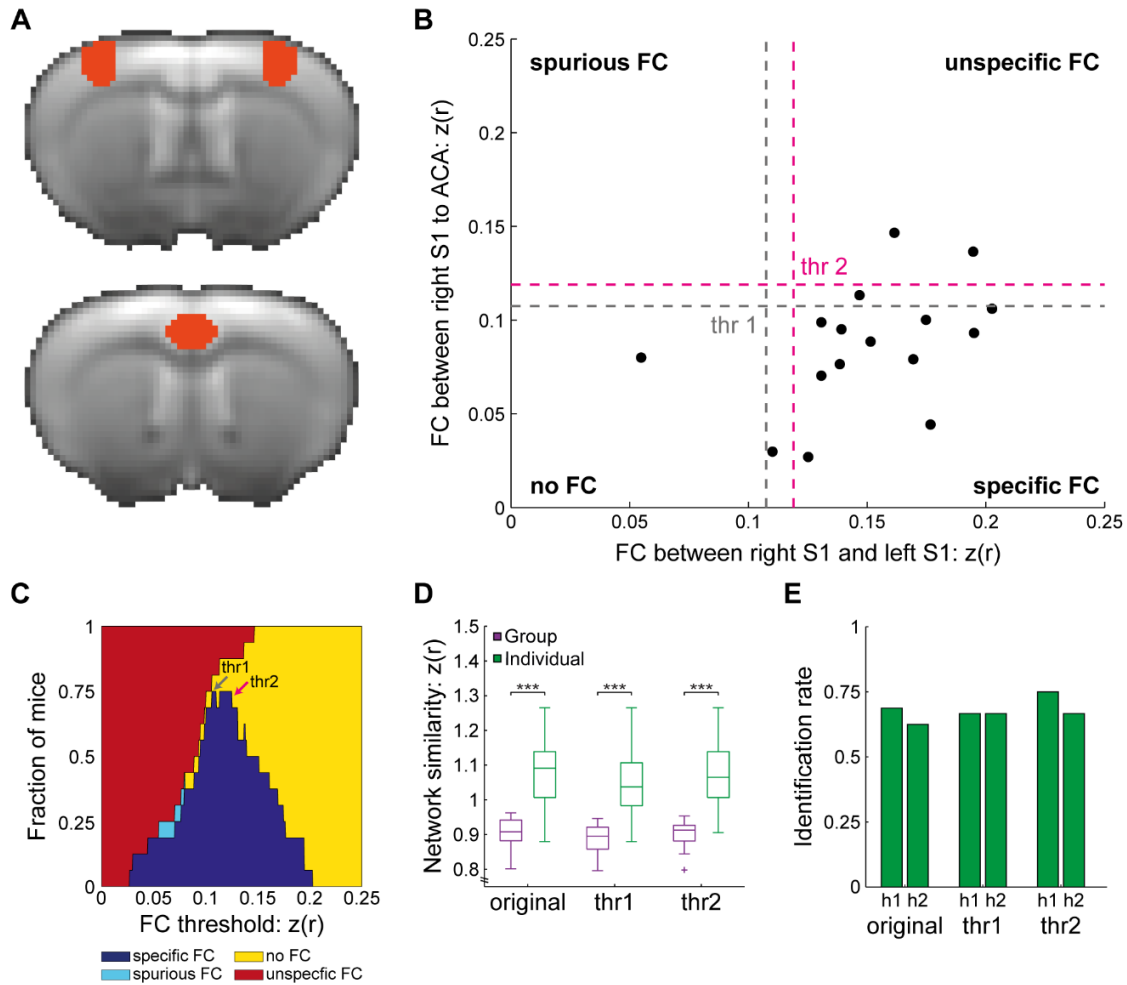 A
B
FC between right S1 to ACA: z(r)
0.25
0.2
0.15
0.1
0.05
0
spurious FC
unspecific FC
thr 2
thr 1
no FC
specific FC
0
0.05
0.1
0.15
0.2
0.25
FC between right S1 and left S1: z(r)
C
Fraction of mice
1
0.75
0.5
0.25
0
thr1
thr2
0
0.05
0.1
0.15
0.2
0.25
FC threshold: z(r)
specific FC
no FC
spurious FC
unspecfic FC
D
Network similarity: z(r)
1.5
1.4
1.3
1.2
1.1
1
0.9
0.8
Group
Individual
***
***
***
original
thr1
thr2
E
Identification rate
1
0.75
0.5
0.25
0
h1 h2
h1 h2
h1 h2
original
thr1
thr2